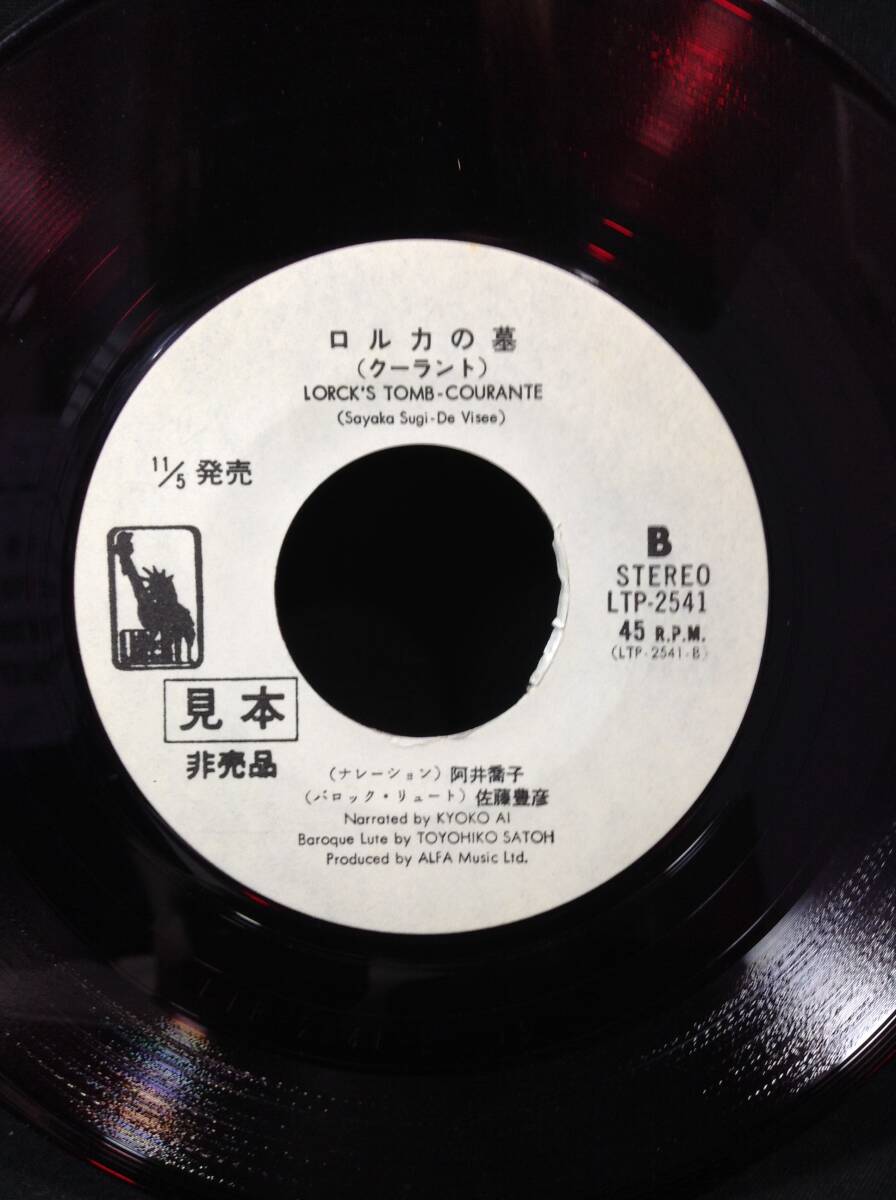 ロルカの墓
(クーラント)
LORCK'S TOMB-COURANTE
(Sayaka Sugi-De Visee)
11/5 発売
B
STEREO
LTP-2541
45 R.P.M.
(LTP-2541-B)
見本
非売品
(ナレーション) 阿井喬子
(バロック・リュート) 佐藤豊彦
Narrated by KYOKO AI
Baroque Lute by TOYOHIKO SATOH
Produced by ALFA Music Ltd.